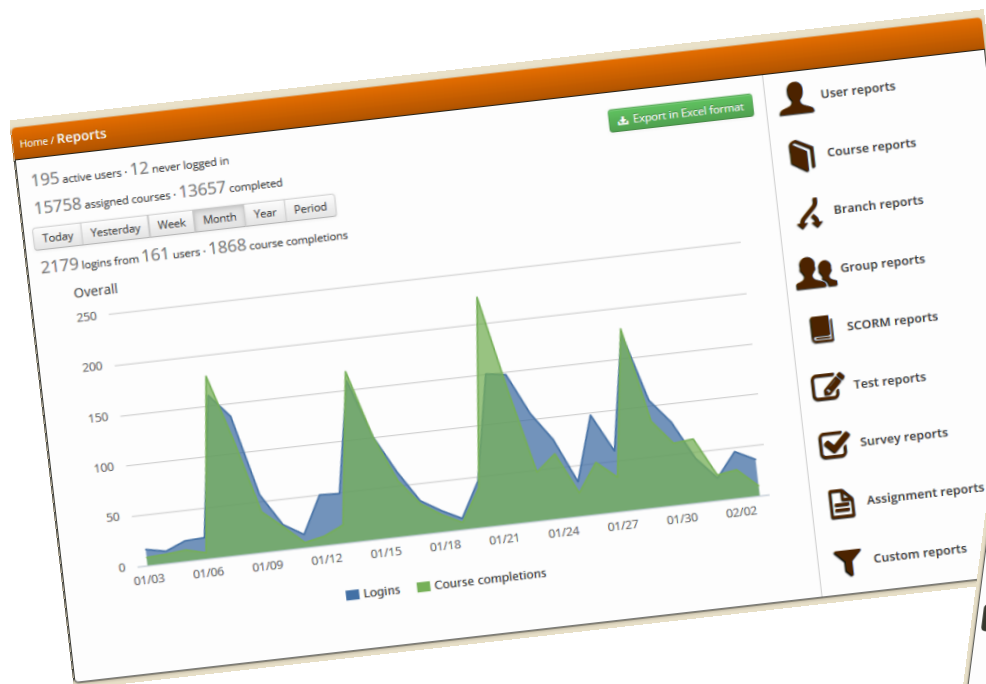 Home / Reports
195 active users · 12 never logged in
15758 assigned courses · 13657 completed
Today Yesterday Week Month Year Period
2179 logins from 161 users · 1868 course completions
Export in Excel format
Overall
250
200
150
100
50
0
01/03 01/06 01/09 01/12 01/15 01/18 01/21 01/24 01/27 01/30 02/02
Logins Course completions
User reports
Course reports
Branch reports
Group reports
SCORM reports
Test reports
Survey reports
Assignment reports
Custom reports